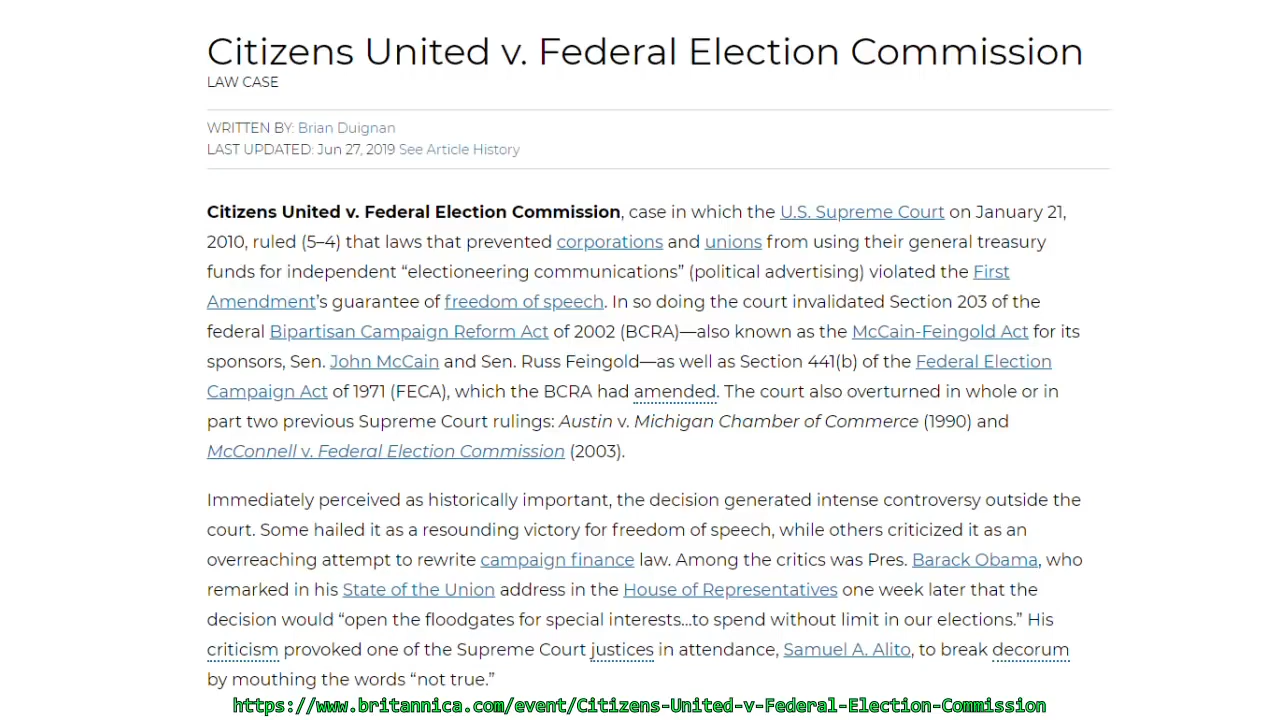 Citizens United v. Federal Election Commission
LAW CASE
WRITTEN BY: Brian Duignan
LAST UPDATED: Jun 27, 2019 See Article History
Citizens United v. Federal Election Commission, case in which the U.S. Supreme Court on January 21,
2010, ruled (5–4) that laws that prevented corporations and unions from using their general treasury
funds for independent “electioneering communications” (political advertising) violated the First
Amendment’s guarantee of freedom of speech. In so doing the court invalidated Section 203 of the
federal Bipartisan Campaign Reform Act of 2002 (BCRA)—also known as the McCain-Feingold Act for its
sponsors, Sen. John McCain and Sen. Russ Feingold—as well as Section 441(b) of the Federal Election
Campaign Act of 1971 (FECA), which the BCRA had amended. The court also overturned in whole or in
part two previous Supreme Court rulings: Austin v. Michigan Chamber of Commerce (1990) and
McConnell v. Federal Election Commission (2003).
Immediately perceived as historically important, the decision generated intense controversy outside the
court. Some hailed it as a resounding victory for freedom of speech, while others criticized it as an
overreaching attempt to rewrite campaign finance law. Among the critics was Pres. Barack Obama, who
remarked in his State of the Union address in the House of Representatives one week later that the
decision would “open the floodgates for special interests…to spend without limit in our elections.” His
criticism provoked one of the Supreme Court justices in attendance, Samuel A. Alito, to break decorum
by mouthing the words “not true.”
https://www.britannica.com/event/Citizens-United-v-Federal-Election-Commission